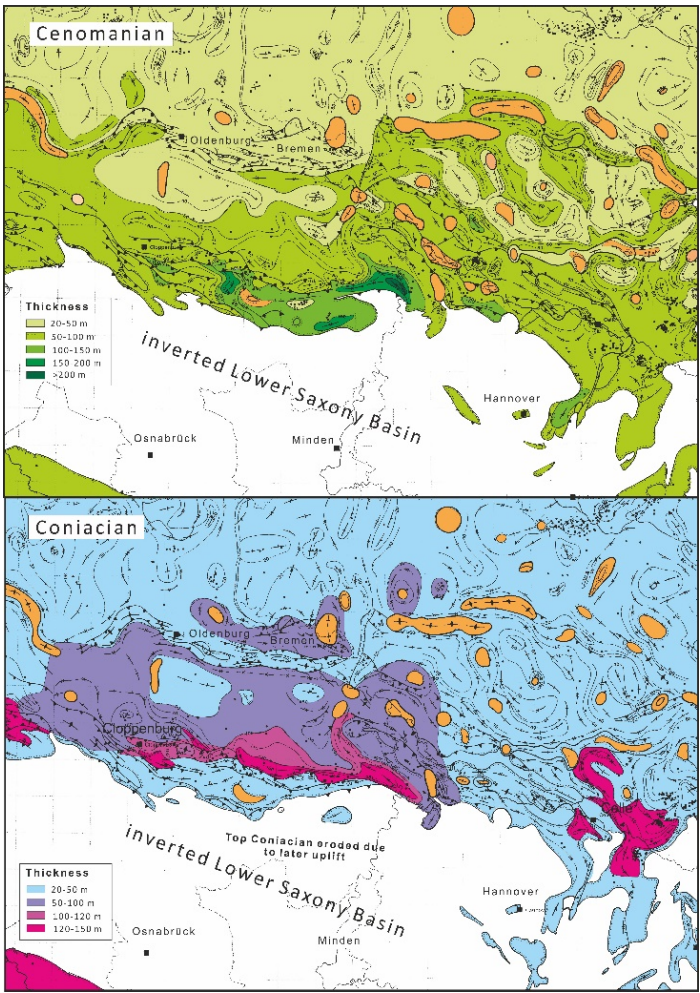 Cenomanian
Oldenburg
Bremen
Cloppenburg
Thickness
20-50 m
50-100 m
100-150 m
150-200 m
>200 m
inverted Lower Saxony Basin
Celle
Hannover
Osnabrück
Minden
Coniacian
Oldenburg
Bremen
Cloppenburg
Celle
Top Coniacian eroded due
to later uplift
inverted Lower Saxony Basin
Thickness
20-50 m
50-100 m
100-120 m
120-150 m
Hannover
Osnabrück
Minden